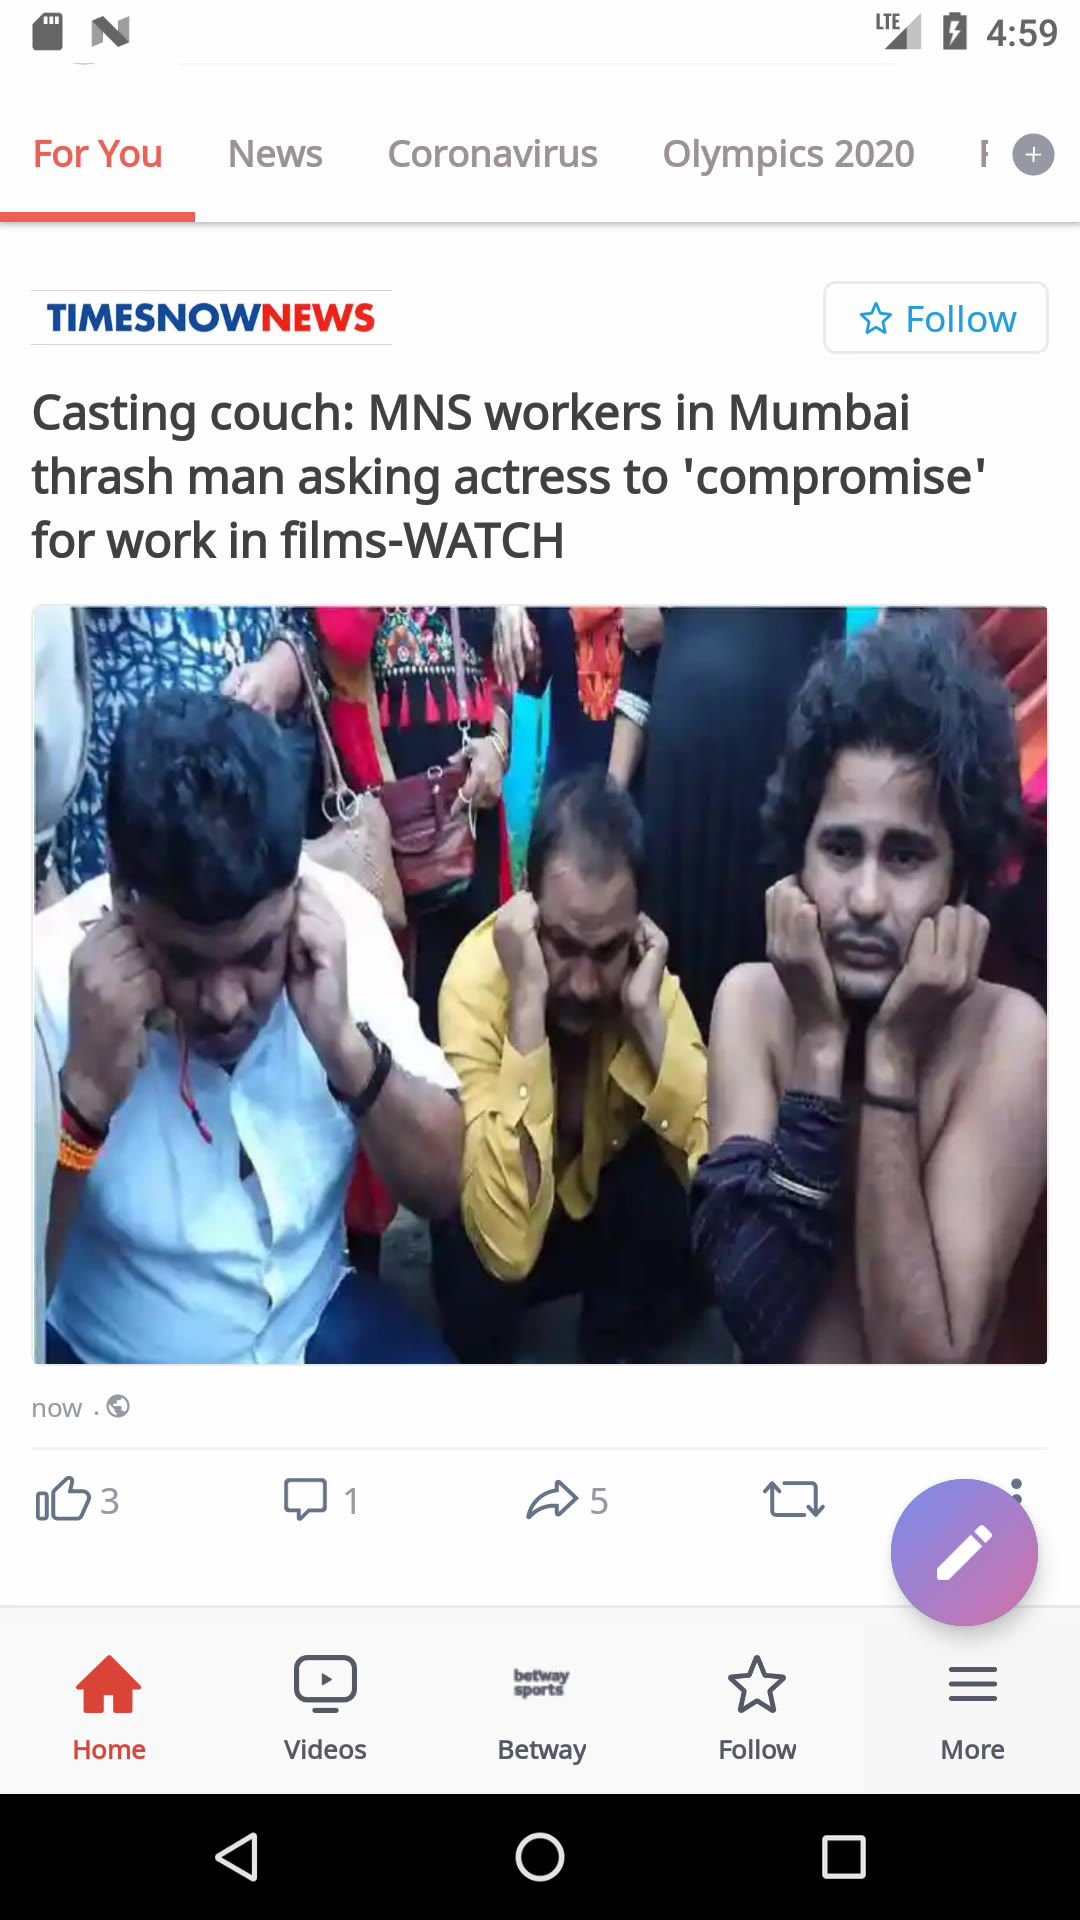 LTE 4:59
For You News Coronavirus Olympics 2020
TIMESNOWNEWS
Follow
Casting couch: MNS workers in Mumbai
thrash man asking actress to 'compromise'
for work in films-WATCH
now .
3 1 5
betway
sports
Home Videos Betway Follow More